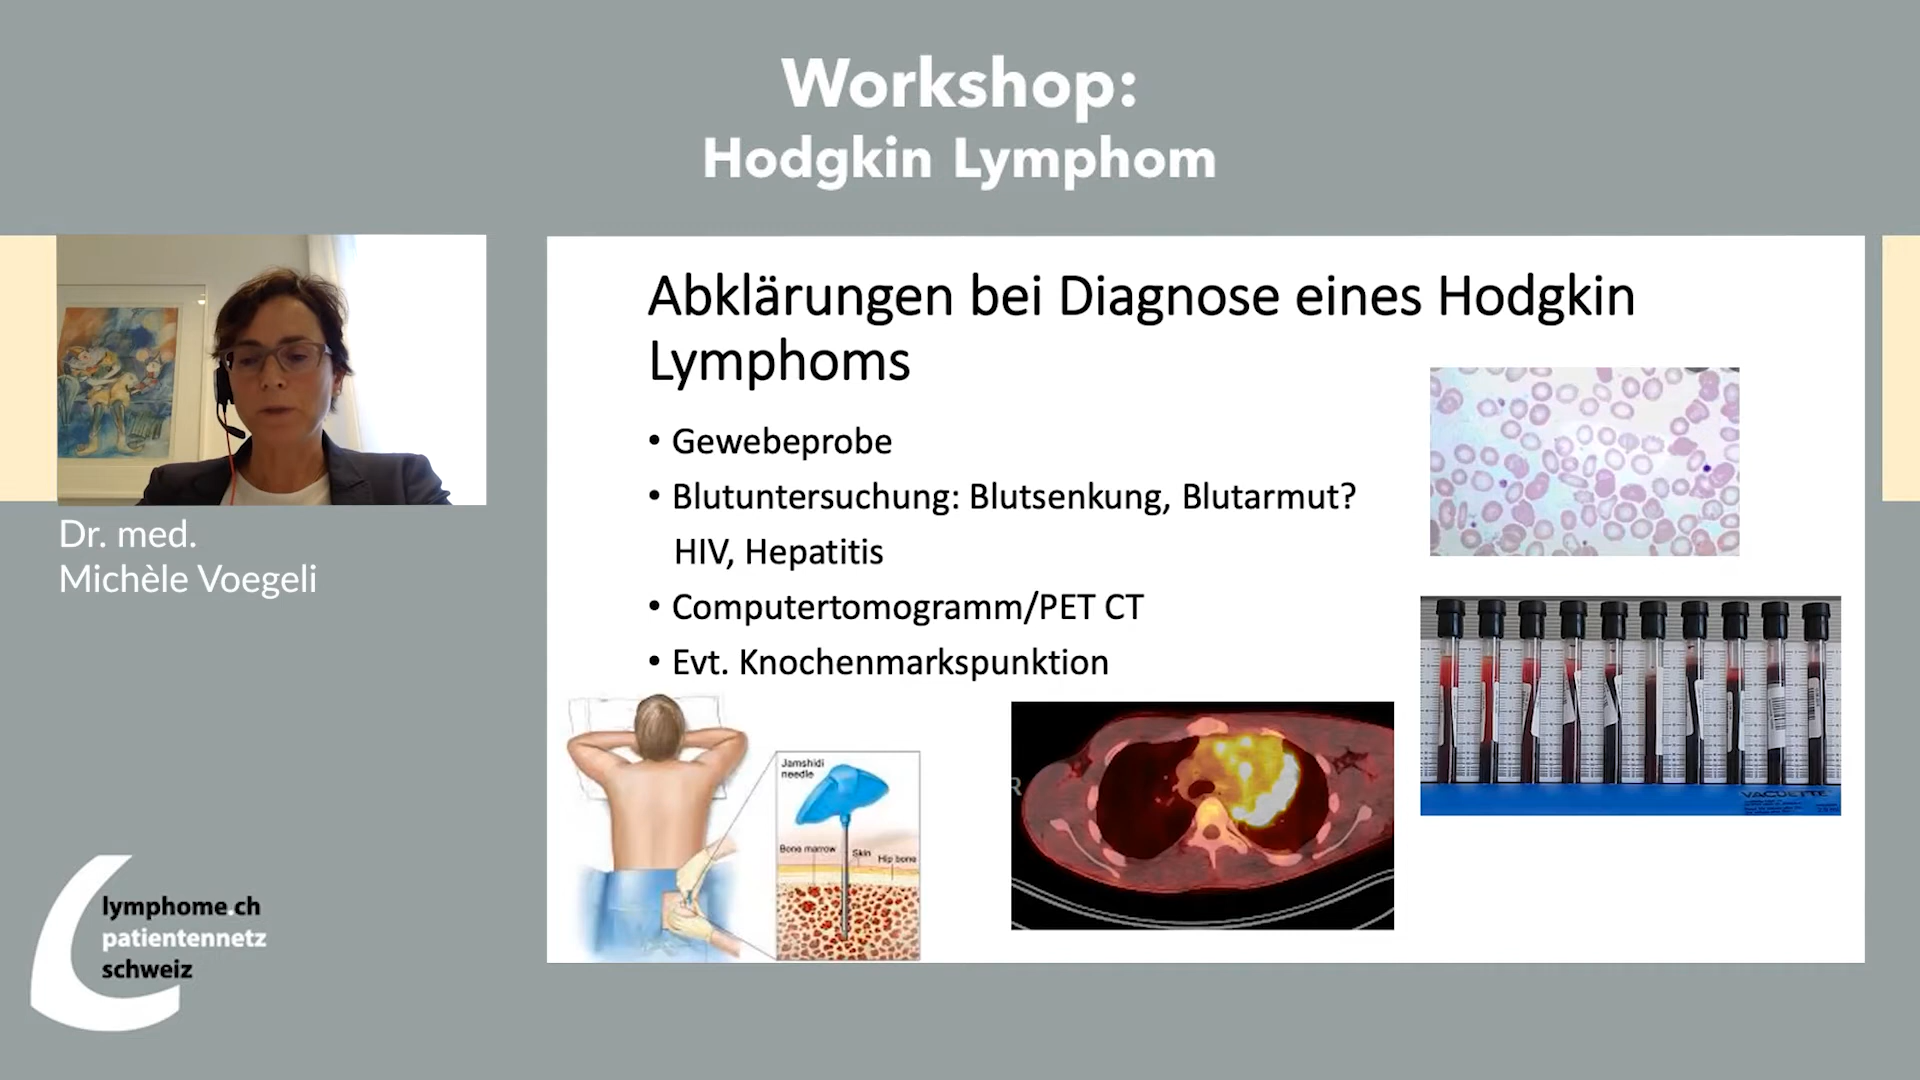 Workshop:
Hodgkin Lymphom
Dr. med.
Michèle Voegeli
Abklärungen bei Diagnose eines Hodgkin
Lymphoms
• Gewebeprobe
• Blutuntersuchung: Blutsenkung, Blutarmut?
HIV, Hepatitis
• Computertomogramm/PET CT
• Evt. Knochenmarkspunktion
Jamshidi
needle
Bone marrow
Skin
Hip bone
R
VACUETTE
lymphome.ch
patientennetz
schweiz